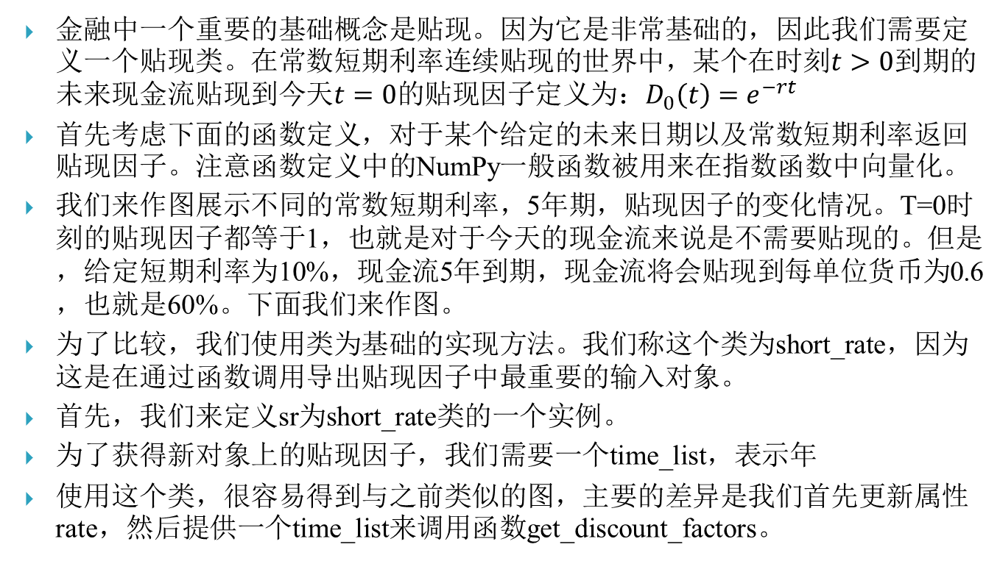 金融中一个重要的基础概念是贴现。因为它是非常基础的，因此我们需要定
义一个贴现类。在常数短期利率连续贴现的世界中，某个在时刻𝑡 > 0到期的
未来现金流贴现到今天𝑡 = 0的贴现因子定义为：𝐷₀(𝑡) = 𝑒⁻ʳᵗ
首先考虑下面的函数定义，对于某个给定的未来日期以及常数短期利率返回
贴现因子。注意函数定义中的NumPy一般函数被用来在指数函数中向量化。
我们来作图展示不同的常数短期利率，5年期，贴现因子的变化情况。T=0时
刻的贴现因子都等于1，也就是对于今天的现金流来说是不需要贴现的。但是
，给定短期利率为10%，现金流5年到期，现金流将会贴现到每单位货币为0.6
，也就是60%。下面我们来作图。
为了比较，我们使用类为基础的实现方法。我们称这个类为short_rate，因为
这是在通过函数调用导出贴现因子中最重要的输入对象。
首先，我们来定义sr为short_rate类的一个实例。
为了获得新对象上的贴现因子，我们需要一个time_list，表示年
使用这个类，很容易得到与之前类似的图，主要的差异是我们首先更新属性
rate，然后提供一个time_list来调用函数get_discount_factors。